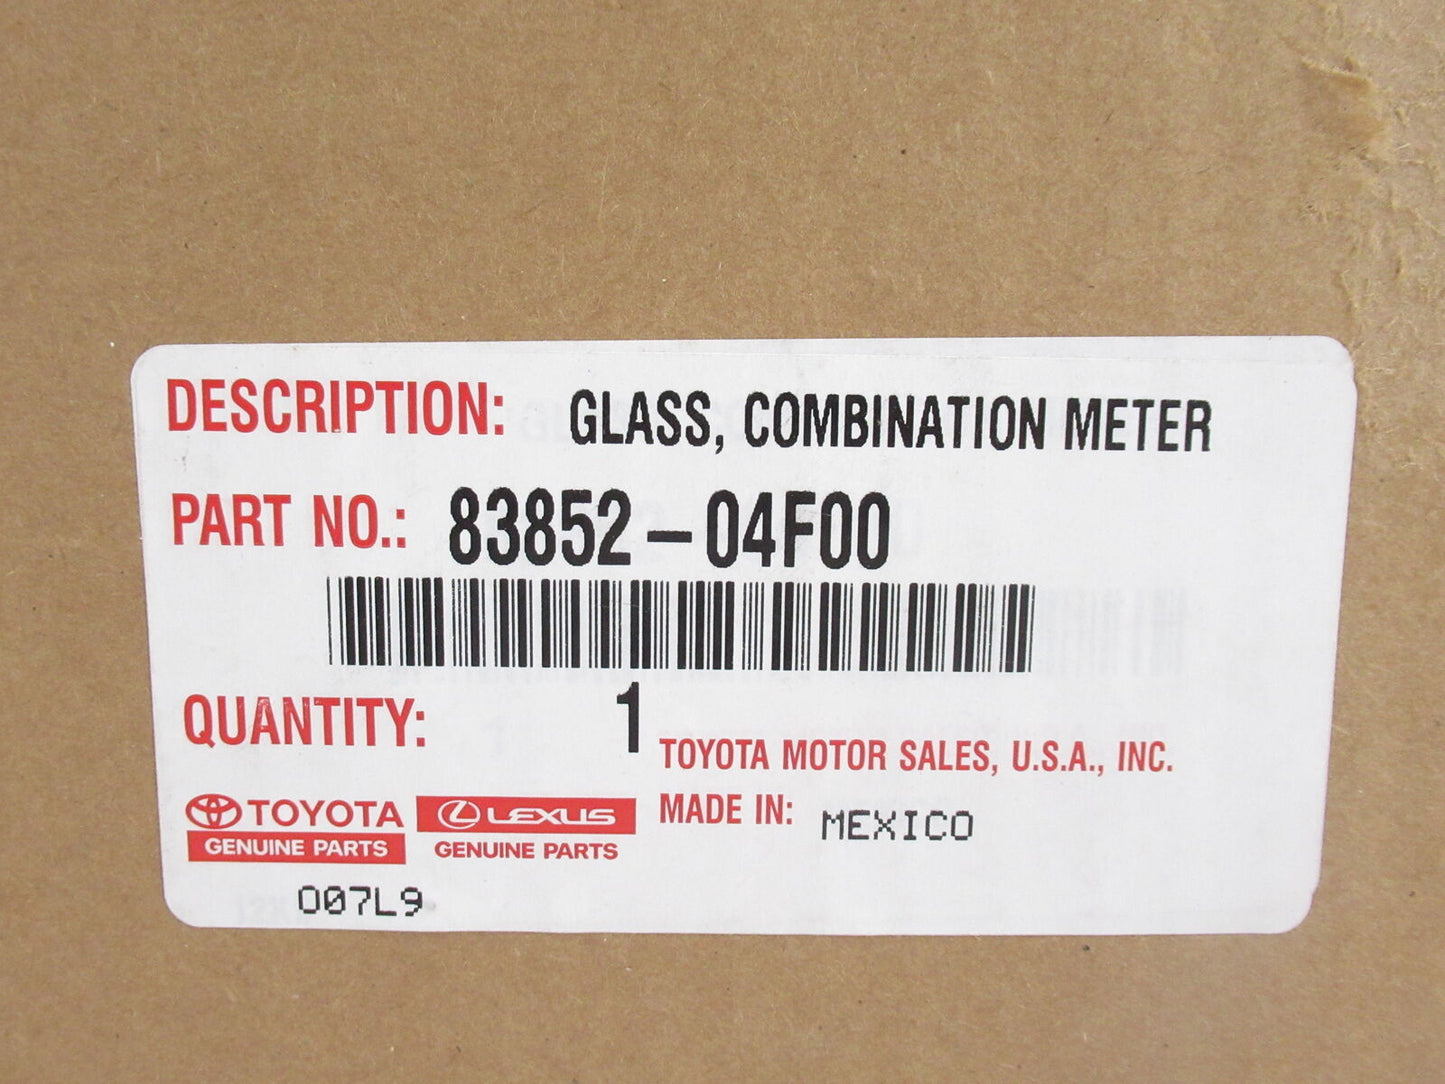 DESCRIPTION: GLASS, COMBINATION METER
PART NO.: 83852-04F00
QUANTITY: 1
TOYOTA MOTOR SALES, U.S.A., INC.
MADE IN: MEXICO
TOYOTA
GENUINE PARTS
LEXUS
GENUINE PARTS
O07L9